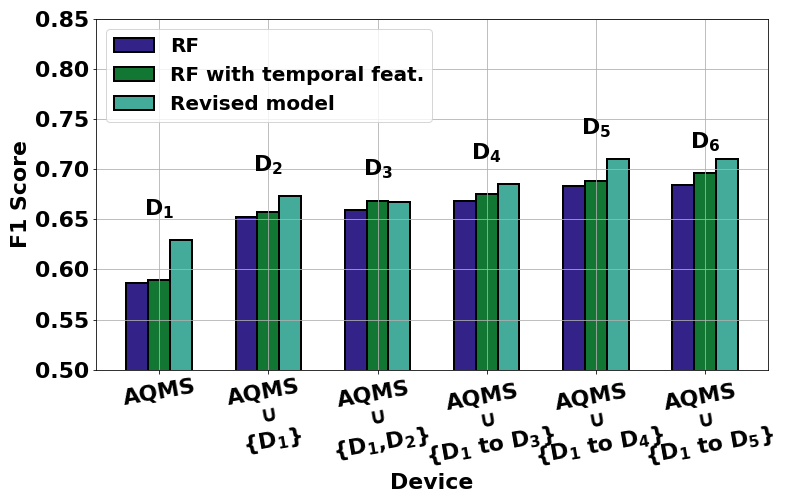 0.85
0.80
0.75
0.70
0.65
0.60
0.55
0.50
F1 Score
RF
RF with temporal feat.
Revised model
D₁
D₂
D₃
D₄
D₅
D₆
AQMS
AQMS
∪
{D₁}
AQMS
∪
{D₁,D₂}
AQMS
∪
{D₁ to D₃}
AQMS
∪
{D₁ to D₄}
AQMS
∪
{D₁ to D₅}
Device